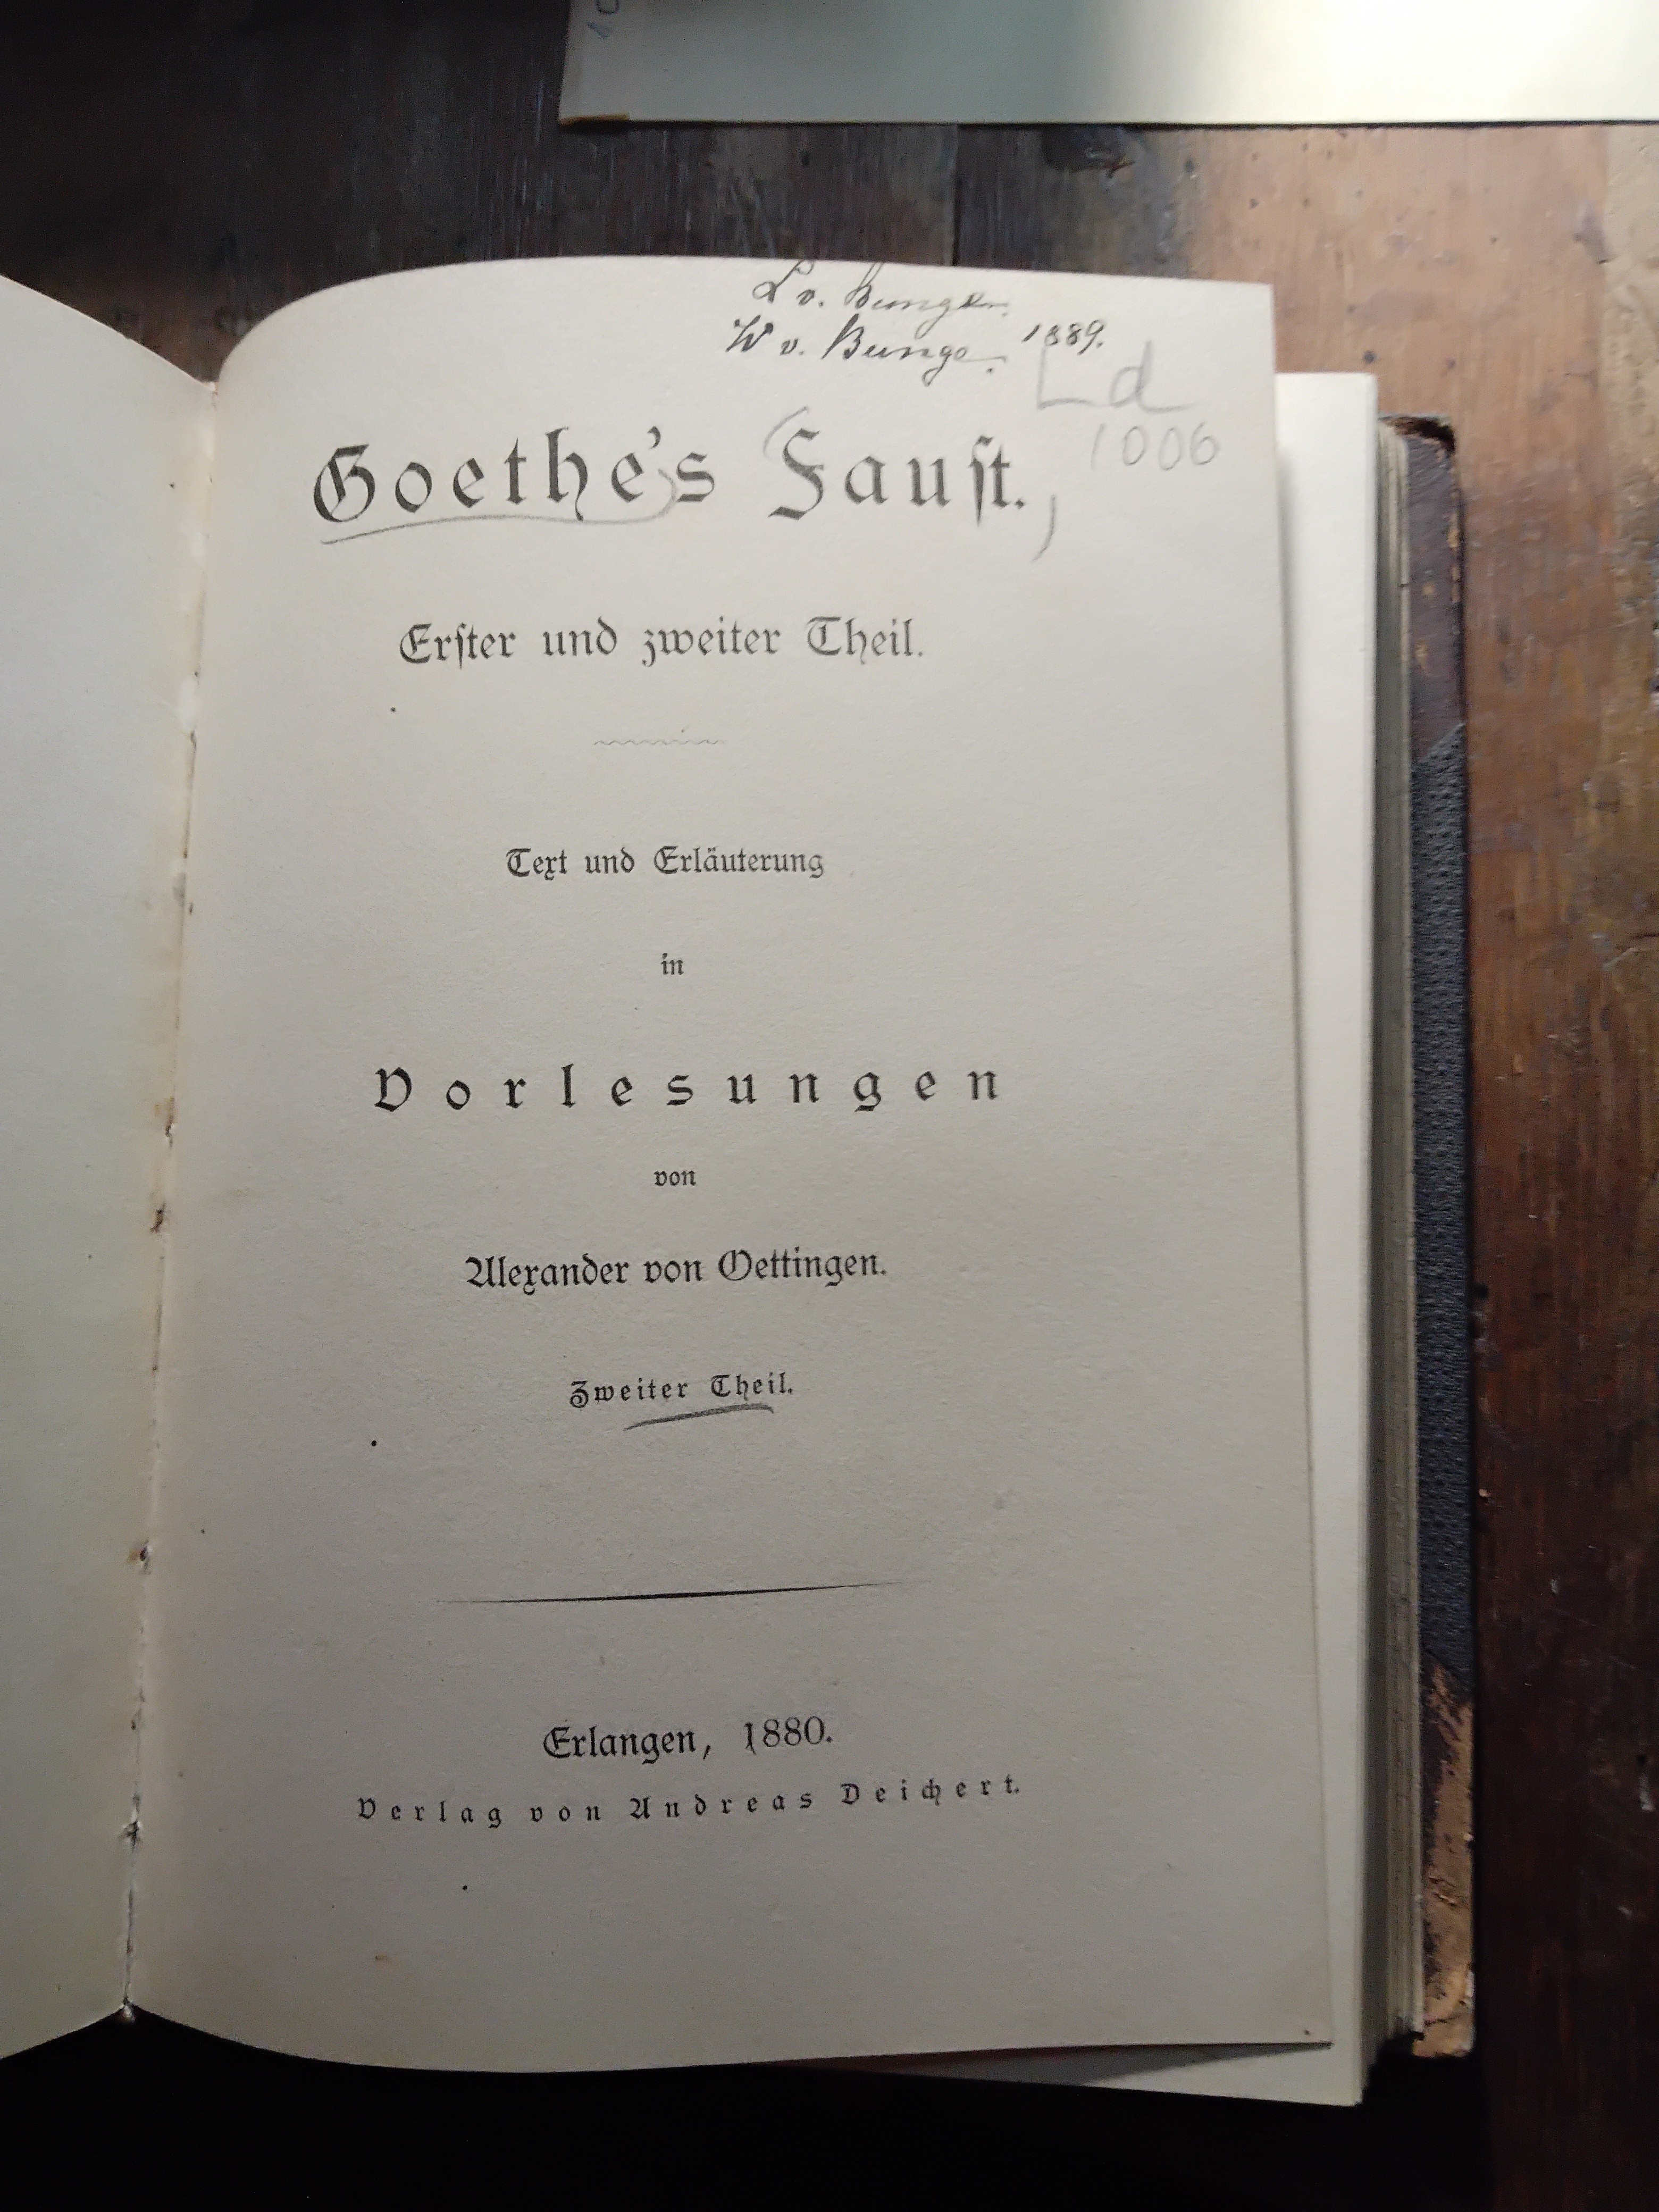 10
L v. Bunge.
W v. Bunge. 1889.
Ld
1006
Goethe's Fauſt.
Erſter und zweiter Theil.
Text und Erläuterung
in
Vorlesungen
von
Alexander von Oettingen.
Zweiter Theil.
Erlangen, 1880.
Verlag von Andreas Deichert.